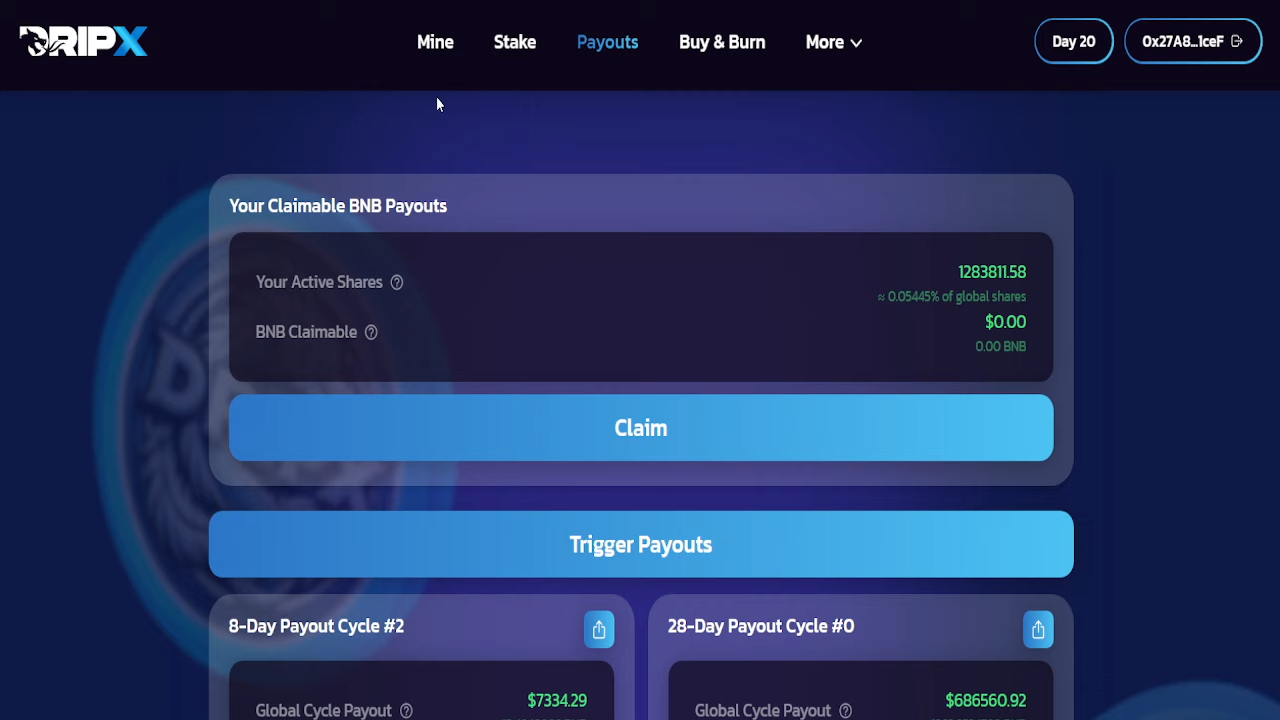 DRIPX
Mine
Stake
Payouts
Buy & Burn
More
Day 20
0x27A8...1ceF
Your Claimable BNB Payouts
Your Active Shares
1283811.58
≈ 0.05445% of global shares
BNB Claimable
$0.00
0.00 BNB
Claim
Trigger Payouts
8-Day Payout Cycle #2
28-Day Payout Cycle #0
Global Cycle Payout
$7334.29
Global Cycle Payout
$686560.92